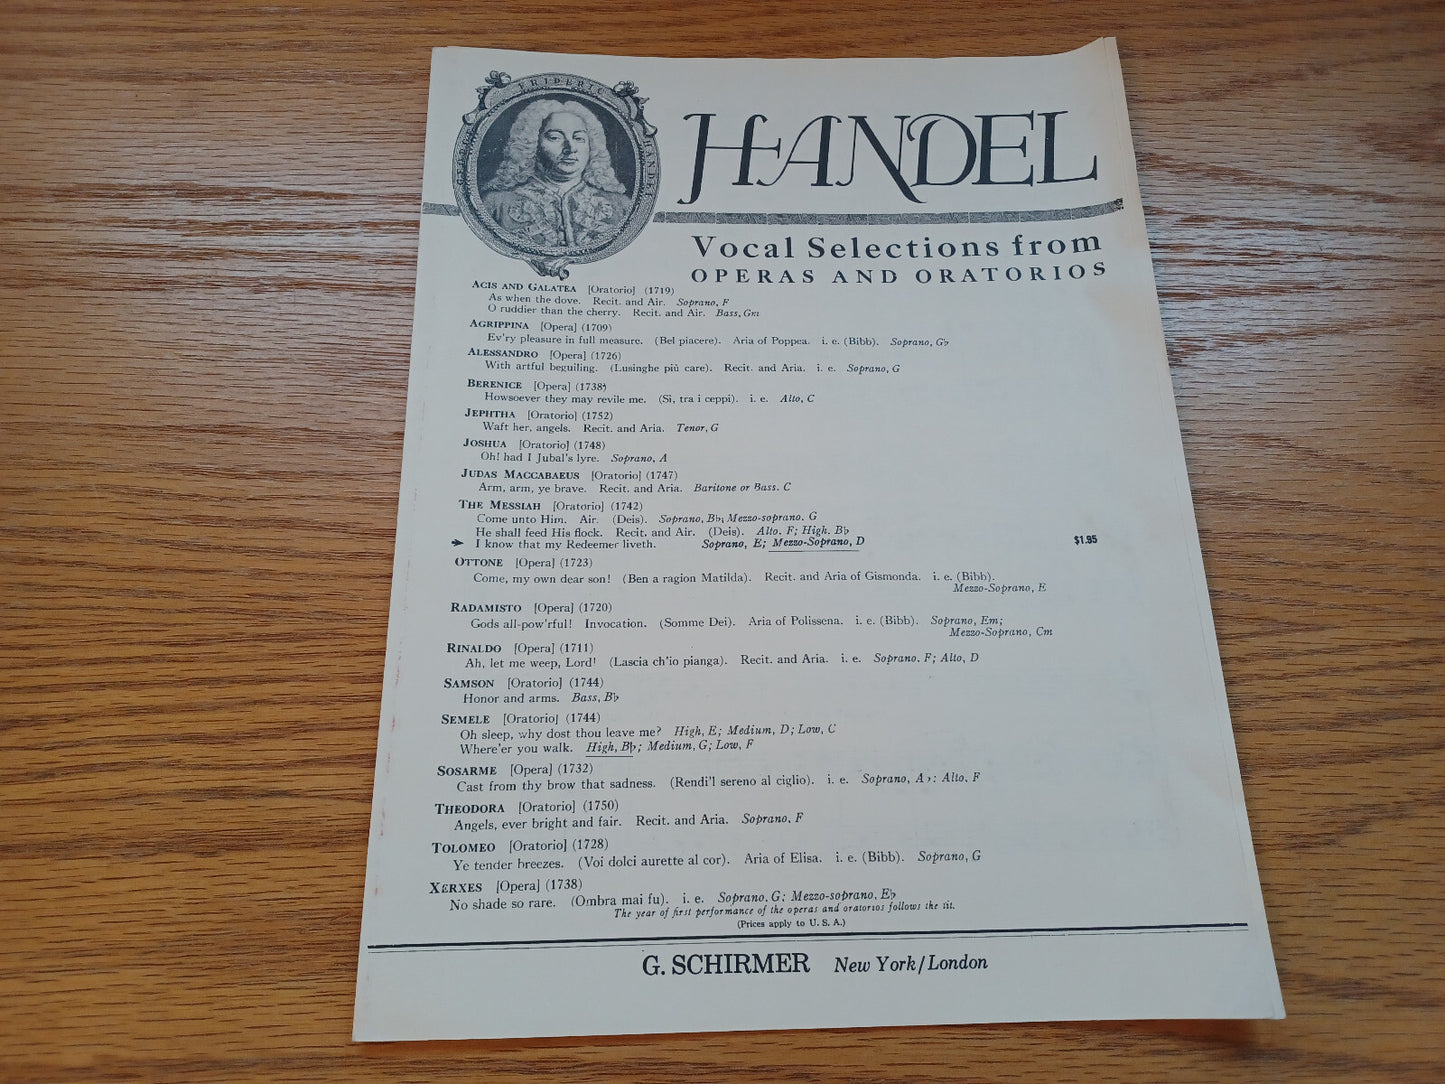 FRIDERIC
GEORGE
HANDEL
HANDEL
Vocal Selections from
OPERAS AND ORATORIOS
ACIS AND GALATEA [Oratorio] (1719)
As when the dove. Recit. and Air. Soprano, F
O ruddier than the cherry. Recit. and Air. Bass, Gm
AGRIPPINA [Opera] (1709)
Ev'ry pleasure in full measure. (Bel piacere). Aria of Poppea. i. e. (Bibb). Soprano, G♭
ALESSANDRO [Opera] (1726)
With artful beguiling. (Lusinghe più care). Recit. and Aria. i. e. Soprano, G
BERENICE [Opera] (1738)
Howsoever they may revile me. (Sì, tra i ceppi). i. e. Alto, C
JEPHTHA [Oratorio] (1752)
Waft her, angels. Recit. and Aria. Tenor, G
JOSHUA [Oratorio] (1748)
Oh! had I Jubal's lyre. Soprano, A
JUDAS MACCABAEUS [Oratorio] (1747)
Arm, arm, ye brave. Recit. and Aria. Baritone or Bass. C
THE MESSIAH [Oratorio] (1742)
Come unto Him. Air. (Deis). Soprano, B♭; Mezzo-soprano. G
He shall feed His flock. Recit. and Air. (Deis). Alto. F; High. B♭
➔ I know that my Redeemer liveth. Soprano, E; Mezzo-Soprano, D $1.95
OTTONE [Opera] (1723)
Come, my own dear son! (Ben a ragion Matilda). Recit. and Aria of Gismonda. i. e. (Bibb).
Mezzo-Soprano, E
RADAMISTO [Opera] (1720)
Gods all-pow'rful! Invocation. (Somme Dei). Aria of Polissena. i. e. (Bibb). Soprano, Em;
Mezzo-Soprano, Cm
RINALDO [Opera] (1711)
Ah, let me weep, Lord! (Lascia ch'io pianga). Recit. and Aria. i. e. Soprano. F; Alto, D
SAMSON [Oratorio] (1744)
Honor and arms. Bass, B♭
SEMELE [Oratorio] (1744)
Oh sleep, why dost thou leave me? High, E; Medium, D; Low, C
Where'er you walk. High, B♭; Medium, G; Low, F
SOSARME [Opera] (1732)
Cast from thy brow that sadness. (Rendi'l sereno al ciglio). i. e. Soprano, A♭: Alto. F
THEODORA [Oratorio] (1750)
Angels, ever bright and fair. Recit. and Aria. Soprano, F
TOLOMEO [Oratorio] (1728)
Ye tender breezes. (Voi dolci aurette al cor). Aria of Elisa. i. e. (Bibb). Soprano, G
XERXES [Opera] (1738)
No shade so rare. (Ombra mai fu). i. e. Soprano. G; Mezzo-soprano, E♭
The year of first performance of the operas and oratorios follows the tit.
(Prices apply to U. S. A.)
G. SCHIRMER New York/London